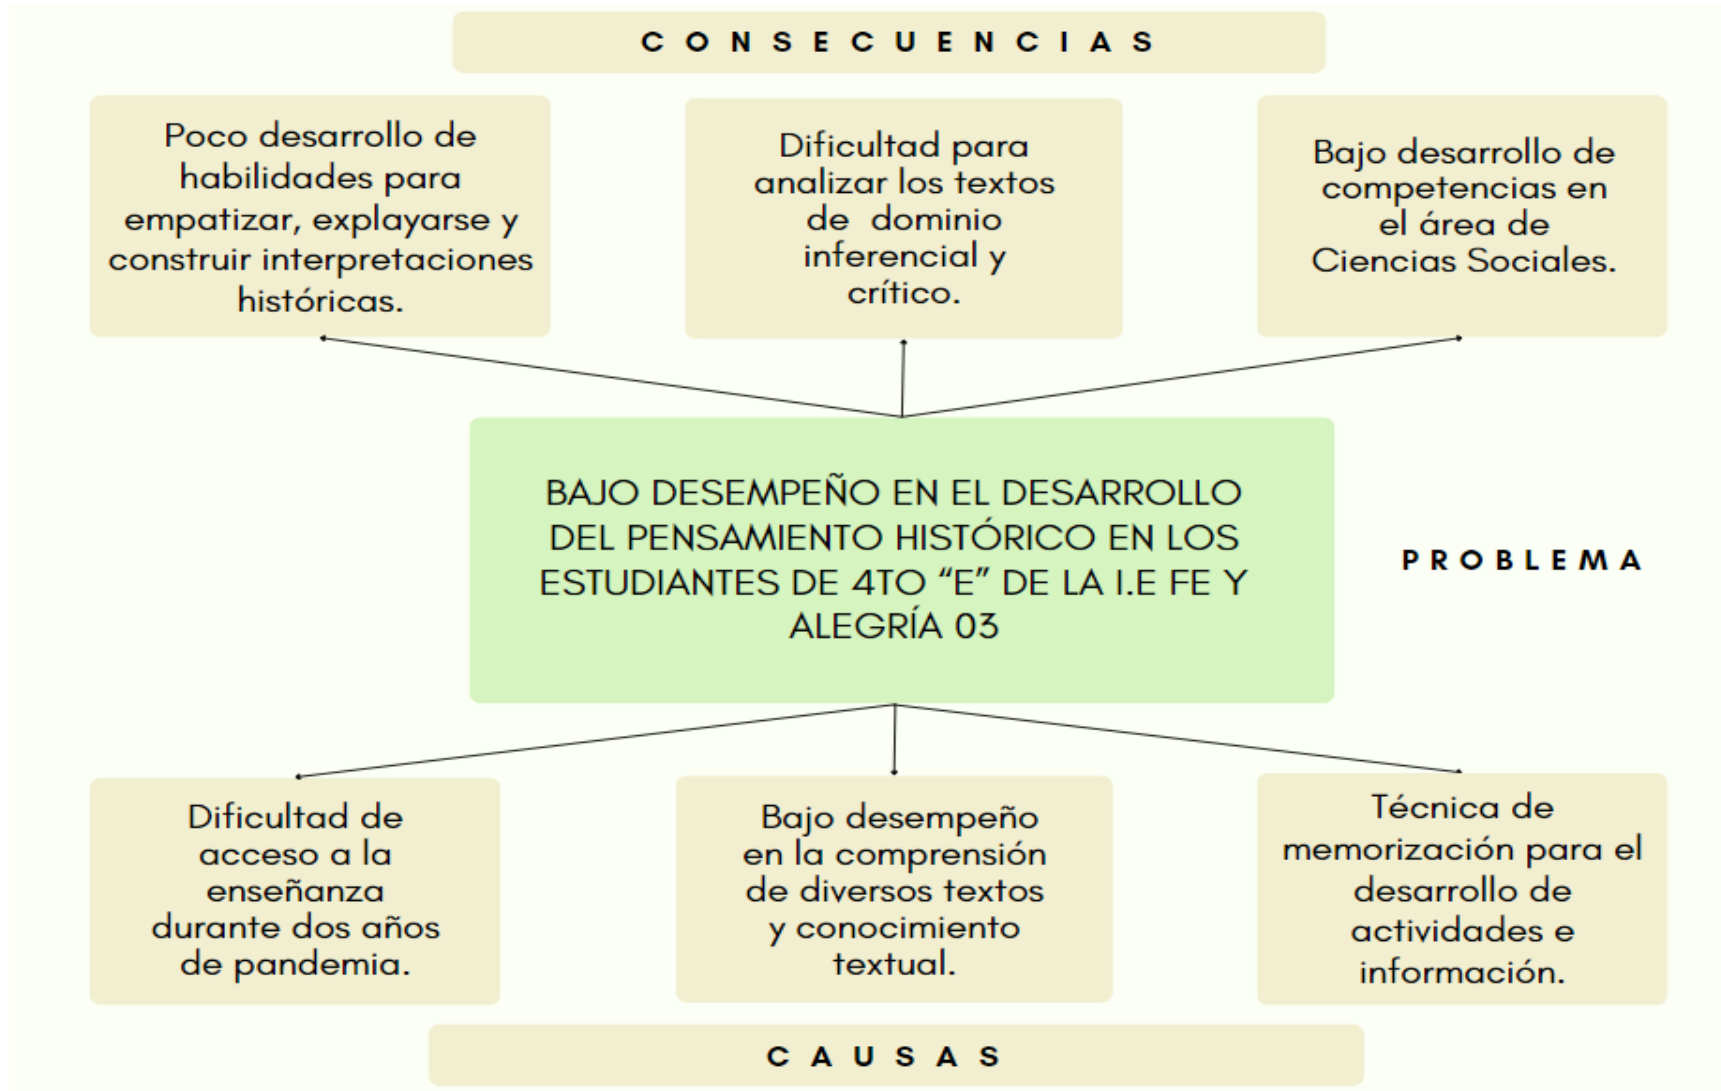 CONSECUENCIAS
Poco desarrollo de
habilidades para
empatizar, explayarse y
construir interpretaciones
históricas.
Dificultad para
analizar los textos
de dominio
inferencial y
crítico.
Bajo desarrollo de
competencias en
el área de
Ciencias Sociales.
BAJO DESEMPEÑO EN EL DESARROLLO
DEL PENSAMIENTO HISTÓRICO EN LOS
ESTUDIANTES DE 4TO “E” DE LA I.E FE Y
ALEGRÍA 03
PROBLEMA
Dificultad de
acceso a la
enseñanza
durante dos años
de pandemia.
Bajo desempeño
en la comprensión
de diversos textos
y conocimiento
textual.
Técnica de
memorización para el
desarrollo de
actividades e
información.
CAUSAS